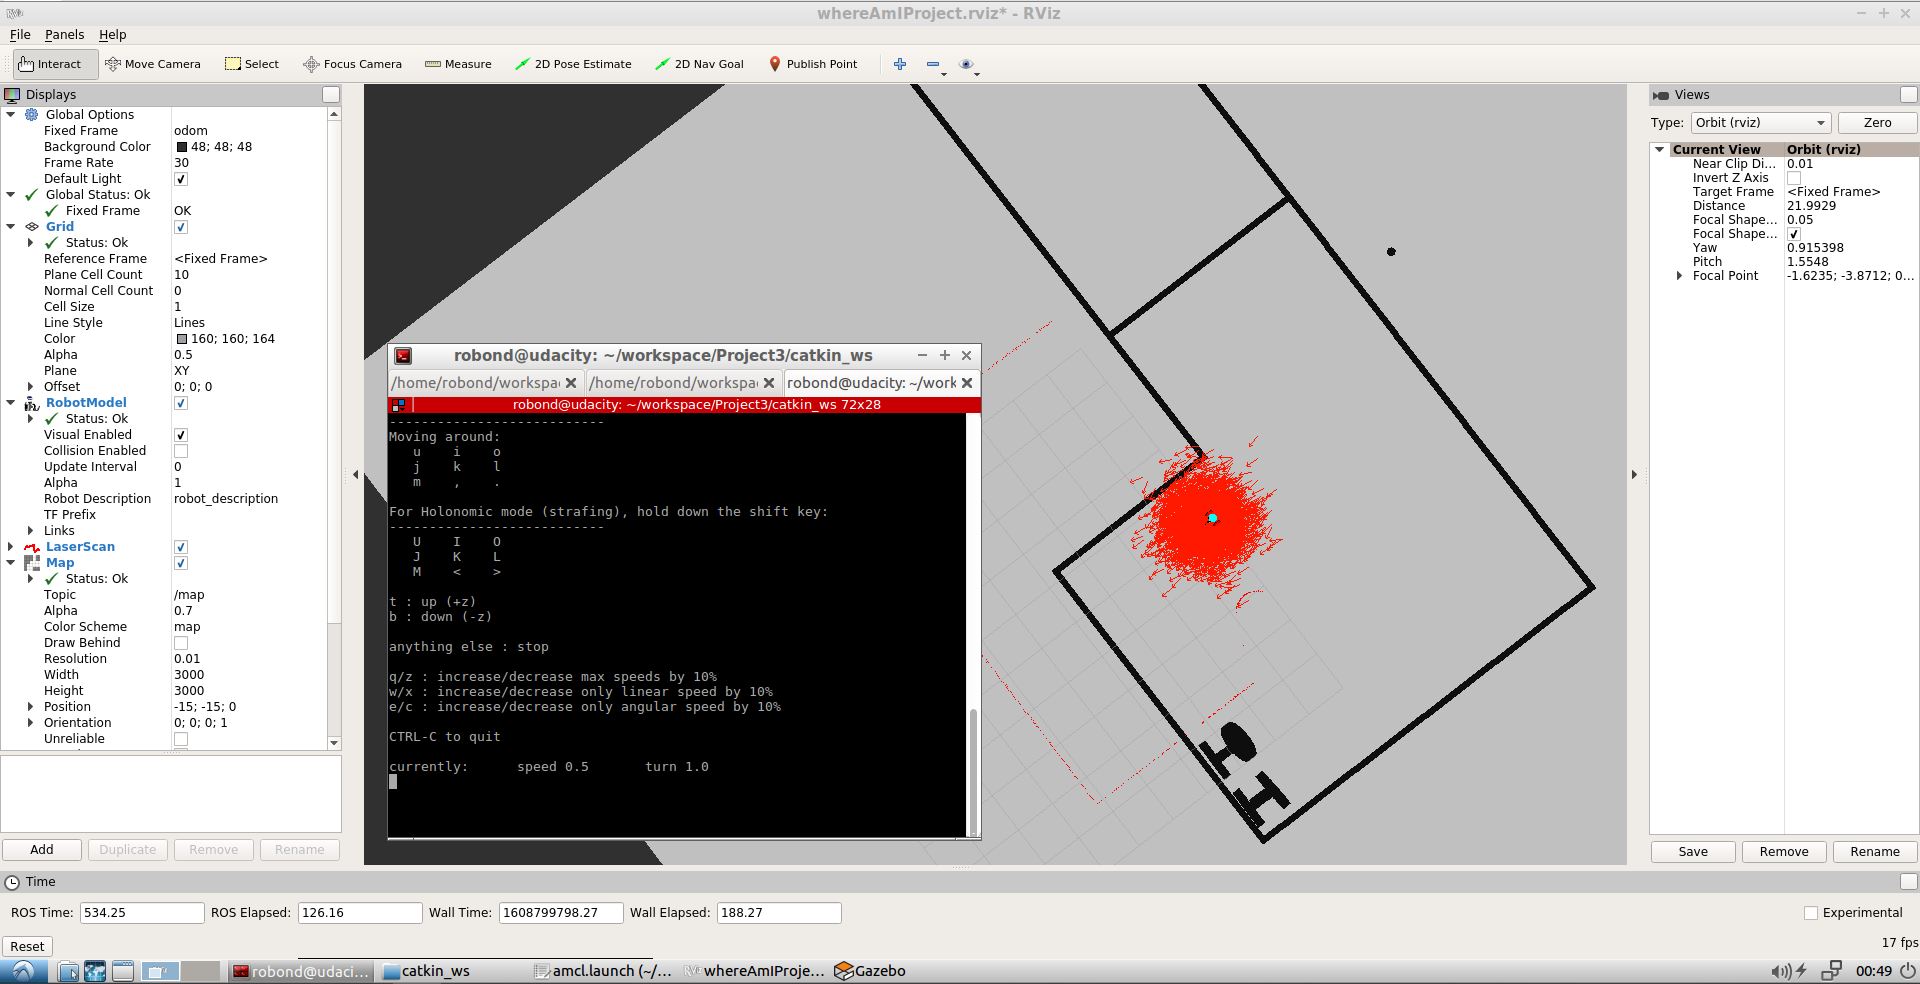 whereAmIProject.rviz* - RViz
File Panels Help
Interact Move Camera Select Focus Camera Measure 2D Pose Estimate 2D Nav Goal Publish Point
Displays
Global Options
Fixed Frame odom
Background Color 48; 48; 48
Frame Rate 30
Default Light
Global Status: Ok
Fixed Frame OK
Grid
Status: Ok
Reference Frame <Fixed Frame>
Plane Cell Count 10
Normal Cell Count 0
Cell Size 1
Line Style Lines
Color 160; 160; 164
Alpha 0.5
Plane XY
Offset 0; 0; 0
RobotModel
Status: Ok
Visual Enabled
Collision Enabled
Update Interval 0
Alpha 1
Robot Description robot_description
TF Prefix
Links
LaserScan
Map
Status: Ok
Topic /map
Alpha 0.7
Color Scheme map
Draw Behind
Resolution 0.01
Width 3000
Height 3000
Position -15; -15; 0
Orientation 0; 0; 0; 1
Unreliable
Add Duplicate Remove Rename
robond@udacity: ~/workspace/Project3/catkin_ws
/home/robond/workspa /home/robond/workspa robond@udacity: ~/work
robond@udacity: ~/workspace/Project3/catkin_ws 72x28
---------------------------
Moving around:
u i o
j k l
m , .
For Holonomic mode (strafing), hold down the shift key:
---------------------------
U I O
J K L
M < >
t : up (+z)
b : down (-z)
anything else : stop
q/z : increase/decrease max speeds by 10%
w/x : increase/decrease only linear speed by 10%
e/c : increase/decrease only angular speed by 10%
CTRL-C to quit
currently: speed 0.5 turn 1.0
Views
Type: Orbit (rviz) Zero
Current View Orbit (rviz)
Near Clip Di... 0.01
Invert Z Axis
Target Frame <Fixed Frame>
Distance 21.9929
Focal Shape... 0.05
Focal Shape...
Yaw 0.915398
Pitch 1.5548
Focal Point -1.6235; -3.8712; 0...
Save Remove Rename
Time
ROS Time: 534.25 ROS Elapsed: 126.16 Wall Time: 1608799798.27 Wall Elapsed: 188.27 Experimental
Reset 17 fps
robond@udaci... catkin_ws amcl.launch (~/... whereAmIProje... Gazebo 00:49